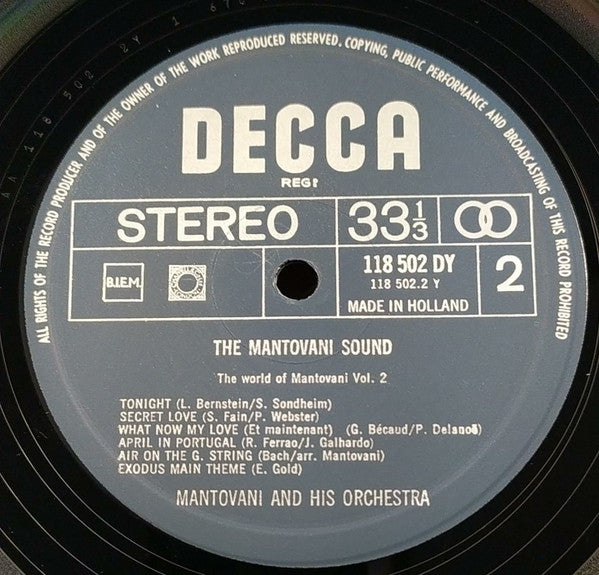 ALL RIGHTS OF THE RECORD PRODUCER AND OF THE OWNER OF THE WORK REPRODUCED RESERVED. COPYING, PUBLIC PERFORMANCE AND BROADCASTING OF THIS RECORD PROHIBITED
DECCA
REGᵗ
STEREO 33⅓
B.I.E.M. 118 502 DY 2
118 502.2 Y
MADE IN HOLLAND
THE MANTOVANI SOUND
The world of Mantovani Vol. 2
TONIGHT (L. Bernstein/S. Sondheim)
SECRET LOVE (S. Fain/P. Webster)
WHAT NOW MY LOVE (Et maintenant) (G. Bécaud/P. Delanoë)
APRIL IN PORTUGAL (R. Ferrao/J. Galhardo)
AIR ON THE G. STRING (Bach/arr. Mantovani)
EXODUS MAIN THEME (E. Gold)
MANTOVANI AND HIS ORCHESTRA